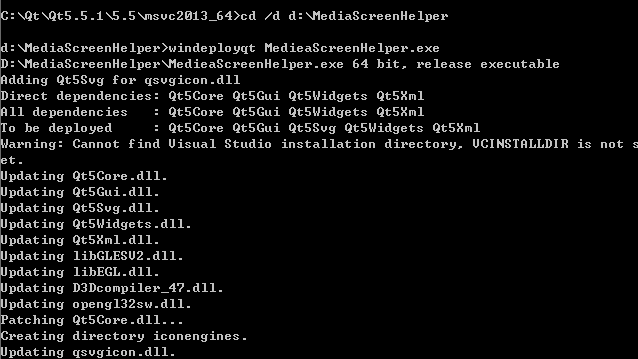 C:\Qt\Qt5.5.1\5.5\msvc2013_64>cd /d d:\MediaScreenHelper
d:\MediaScreenHelper>windeployqt MedieaScreenHelper.exe
D:\MediaScreenHelper\MedieaScreenHelper.exe 64 bit, release executable
Adding Qt5Svg for qsvgicon.dll
Direct dependencies: Qt5Core Qt5Gui Qt5Widgets Qt5Xml
All dependencies   : Qt5Core Qt5Gui Qt5Widgets Qt5Xml
To be deployed     : Qt5Core Qt5Gui Qt5Svg Qt5Widgets Qt5Xml
Warning: Cannot find Visual Studio installation directory, VCINSTALLDIR is not s
et.
Updating Qt5Core.dll.
Updating Qt5Gui.dll.
Updating Qt5Svg.dll.
Updating Qt5Widgets.dll.
Updating Qt5Xml.dll.
Updating libGLESV2.dll.
Updating libEGL.dll.
Updating D3Dcompiler_47.dll.
Updating opengl32sw.dll.
Patching Qt5Core.dll...
Creating directory iconengines.
Updating qsvgicon.dll.